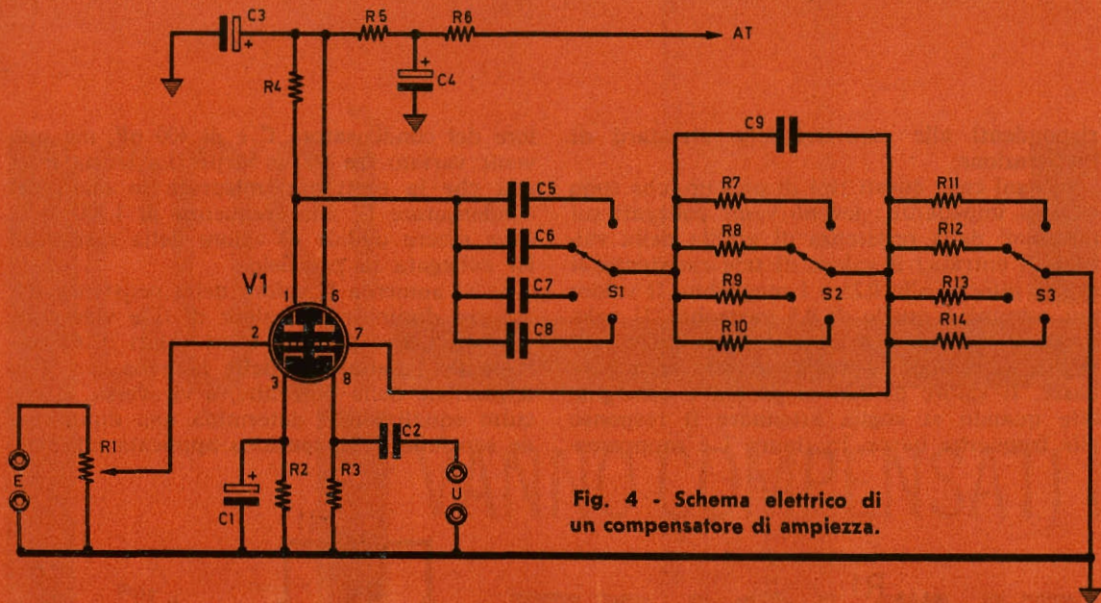 C3
R5
R6
AT
+
+
C4
R4
C9
C5
R7
R11
C6
R8
R12
V1
S1
S2
S3
C7
R9
R13
1
6
C8
R10
R14
2
7
3
8
R1
C2
+
R2
R3
E
U
C1
Fig. 4 - Schema elettrico di
un compensatore di ampiezza.